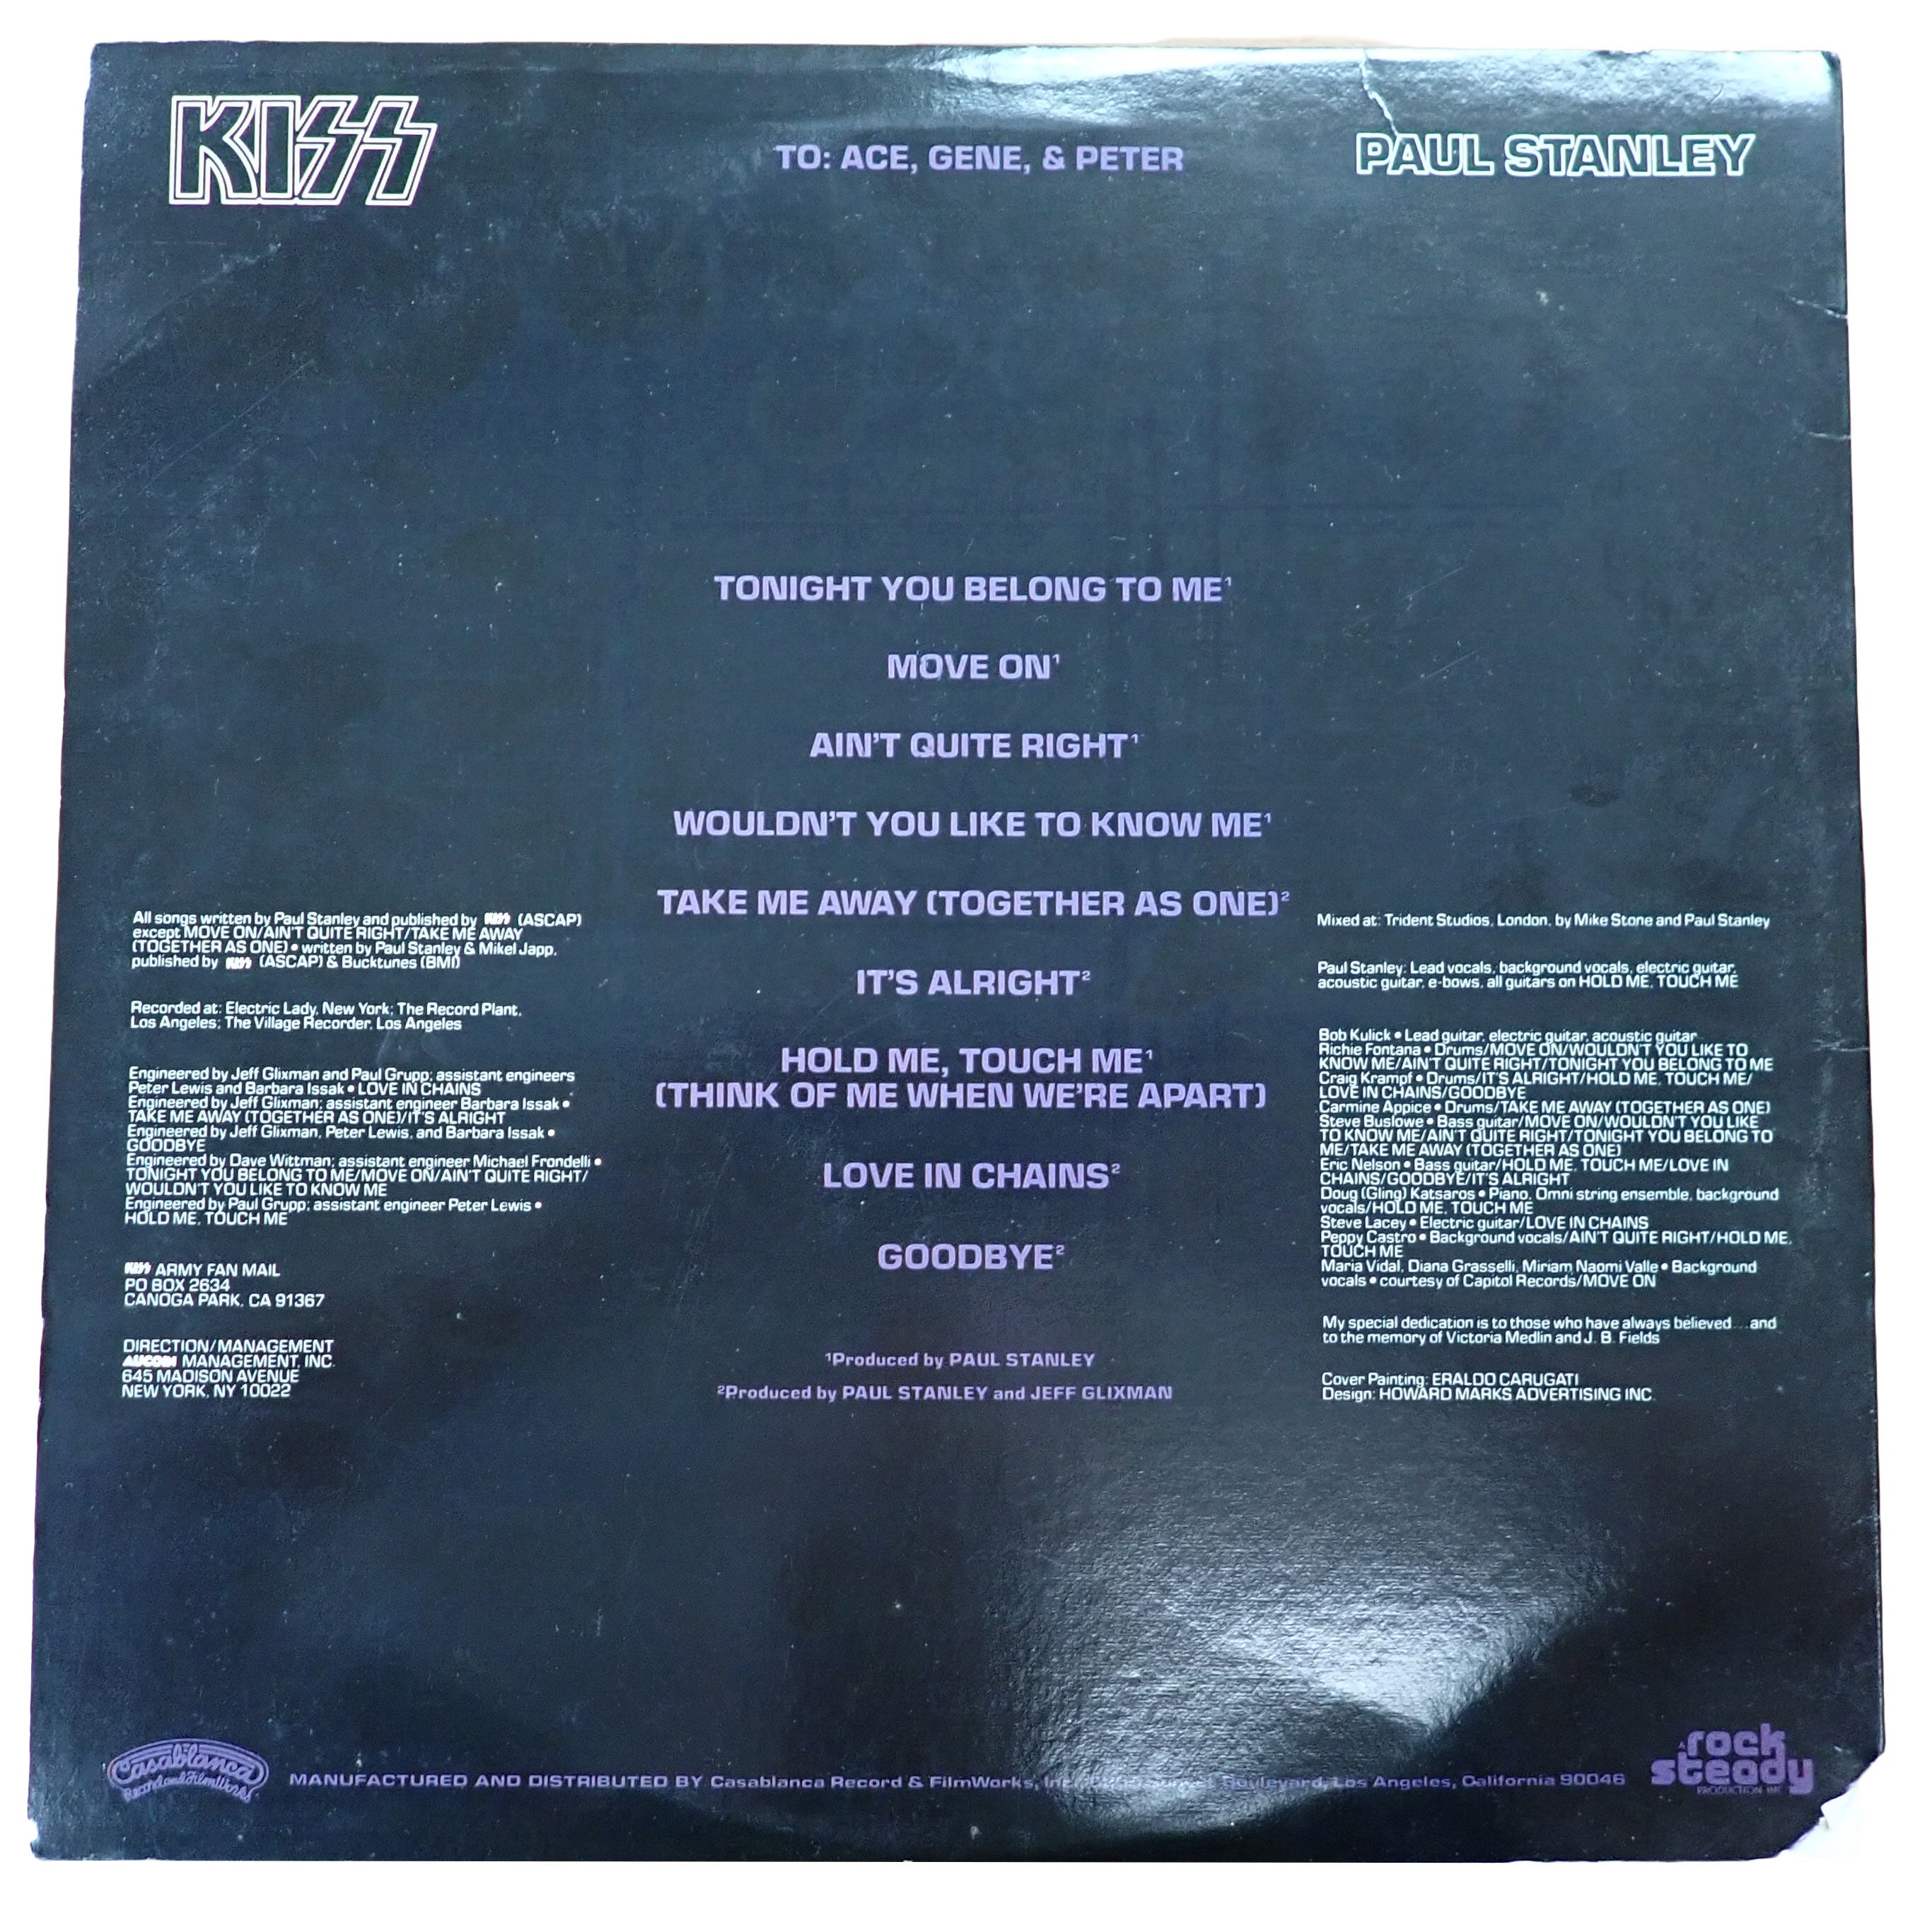 KISS
TO: ACE, GENE, & PETER
PAUL STANLEY
TONIGHT YOU BELONG TO ME¹
MOVE ON¹
AIN'T QUITE RIGHT¹
WOULDN'T YOU LIKE TO KNOW ME¹
TAKE ME AWAY (TOGETHER AS ONE)²
IT'S ALRIGHT²
HOLD ME, TOUCH ME¹
(THINK OF ME WHEN WE'RE APART)
LOVE IN CHAINS²
GOODBYE²
¹Produced by PAUL STANLEY
²Produced by PAUL STANLEY and JEFF GLIXMAN
All songs written by Paul Stanley and published by KISS (ASCAP)
except MOVE ON/AIN'T QUITE RIGHT/TAKE ME AWAY
(TOGETHER AS ONE) • written by Paul Stanley & Mikel Japp,
published by KISS (ASCAP) & Bucktunes (BMI)
Recorded at: Electric Lady, New York; The Record Plant,
Los Angeles; The Village Recorder, Los Angeles
Engineered by Jeff Glixman and Paul Grupp; assistant engineers
Peter Lewis and Barbara Issak • LOVE IN CHAINS
Engineered by Jeff Glixman; assistant engineer Barbara Issak •
TAKE ME AWAY (TOGETHER AS ONE)/IT'S ALRIGHT
Engineered by Jeff Glixman, Peter Lewis, and Barbara Issak •
GOODBYE
Engineered by Dave Wittman; assistant engineer Michael Frondelli •
TONIGHT YOU BELONG TO ME/MOVE ON/AIN'T QUITE RIGHT/
WOULDN'T YOU LIKE TO KNOW ME
Engineered by Paul Grupp; assistant engineer Peter Lewis •
HOLD ME, TOUCH ME
KISS ARMY FAN MAIL
PO BOX 2634
CANOGA PARK, CA 91367
DIRECTION/MANAGEMENT
AUCOIN MANAGEMENT, INC.
645 MADISON AVENUE
NEW YORK, NY 10022
Mixed at: Trident Studios, London, by Mike Stone and Paul Stanley
Paul Stanley: Lead vocals, background vocals, electric guitar,
acoustic guitar, e-bows, all guitars on HOLD ME, TOUCH ME
Bob Kulick • Lead guitar, electric guitar, acoustic guitar
Richie Fontana • Drums/MOVE ON/WOULDN'T YOU LIKE TO
KNOW ME/AIN'T QUITE RIGHT/TONIGHT YOU BELONG TO ME
Craig Krampf • Drums/IT'S ALRIGHT/HOLD ME, TOUCH ME/
LOVE IN CHAINS/GOODBYE
Carmine Appice • Drums/TAKE ME AWAY (TOGETHER AS ONE)
Steve Buslowe • Bass guitar/MOVE ON/WOULDN'T YOU LIKE
TO KNOW ME/AIN'T QUITE RIGHT/TONIGHT YOU BELONG TO
ME/TAKE ME AWAY (TOGETHER AS ONE)
Eric Nelson • Bass guitar/HOLD ME, TOUCH ME/LOVE IN
CHAINS/GOODBYE/IT'S ALRIGHT
Doug (Gling) Katsaros • Piano, Omni string ensemble, background
vocals/HOLD ME, TOUCH ME
Steve Lacey • Electric guitar/LOVE IN CHAINS
Peppy Castro • Background vocals/AIN'T QUITE RIGHT/HOLD ME,
TOUCH ME
Maria Vidal, Diana Grasselli, Miriam Naomi Valle • Background
vocals • courtesy of Capitol Records/MOVE ON
My special dedication is to those who have always believed...and
to the memory of Victoria Medlin and J. B. Fields
Cover Painting: ERALDO CARUGATI
Design: HOWARD MARKS ADVERTISING INC.
Casablanca
Record and FilmWorks
MANUFACTURED AND DISTRIBUTED BY Casablanca Record & FilmWorks, Inc. Boulevard, Los Angeles, California 90046
A rock
steady
PRODUCTION INC.